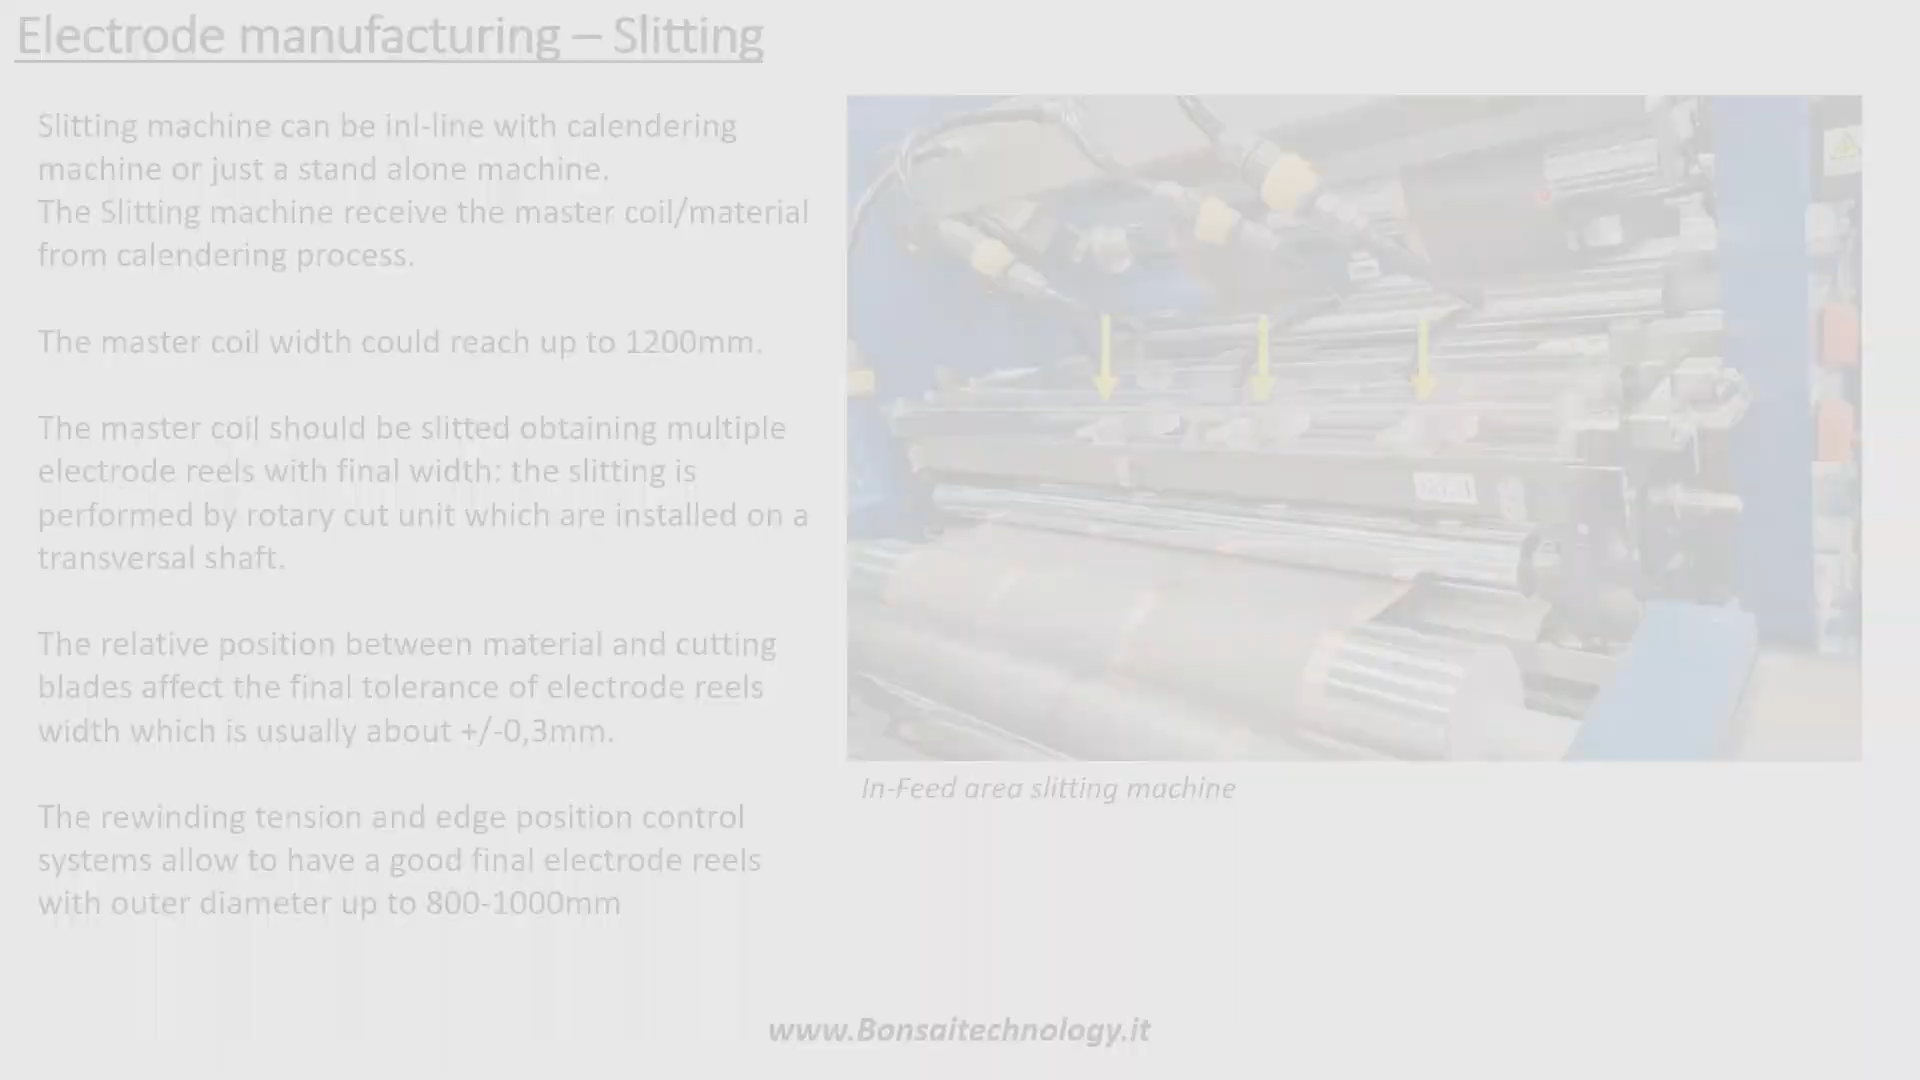 Electrode manufacturing – Slitting
Slitting machine can be inl-line with calendering
machine or just a stand alone machine.
The Slitting machine receive the master coil/material
from calendering process.
The master coil width could reach up to 1200mm.
The master coil should be slitted obtaining multiple
electrode reels with final width: the slitting is
performed by rotary cut unit which are installed on a
transversal shaft.
The relative position between material and cutting
blades affect the final tolerance of electrode reels
width which is usually about +/-0,3mm.
The rewinding tension and edge position control
systems allow to have a good final electrode reels
with outer diameter up to 800-1000mm
In-Feed area slitting machine
www.Bonsaitechnology.it